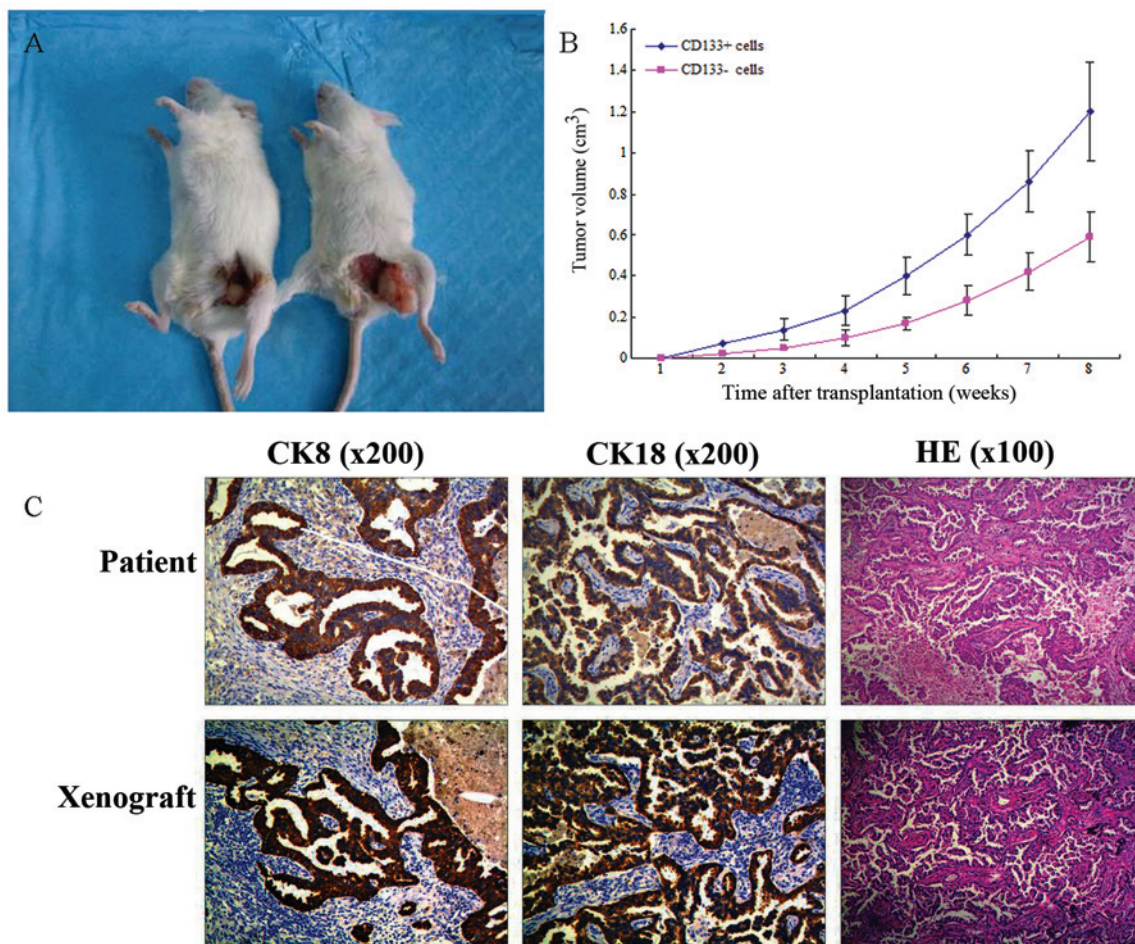 A
B
CD133+ cells
CD133- cells
Tumor volume (cm³)
1.6
1.4
1.2
1
0.8
0.6
0.4
0.2
0
1 2 3 4 5 6 7 8
Time after transplantation (weeks)
C
CK8 (x200) CK18 (x200) HE (x100)
Patient
Xenograft